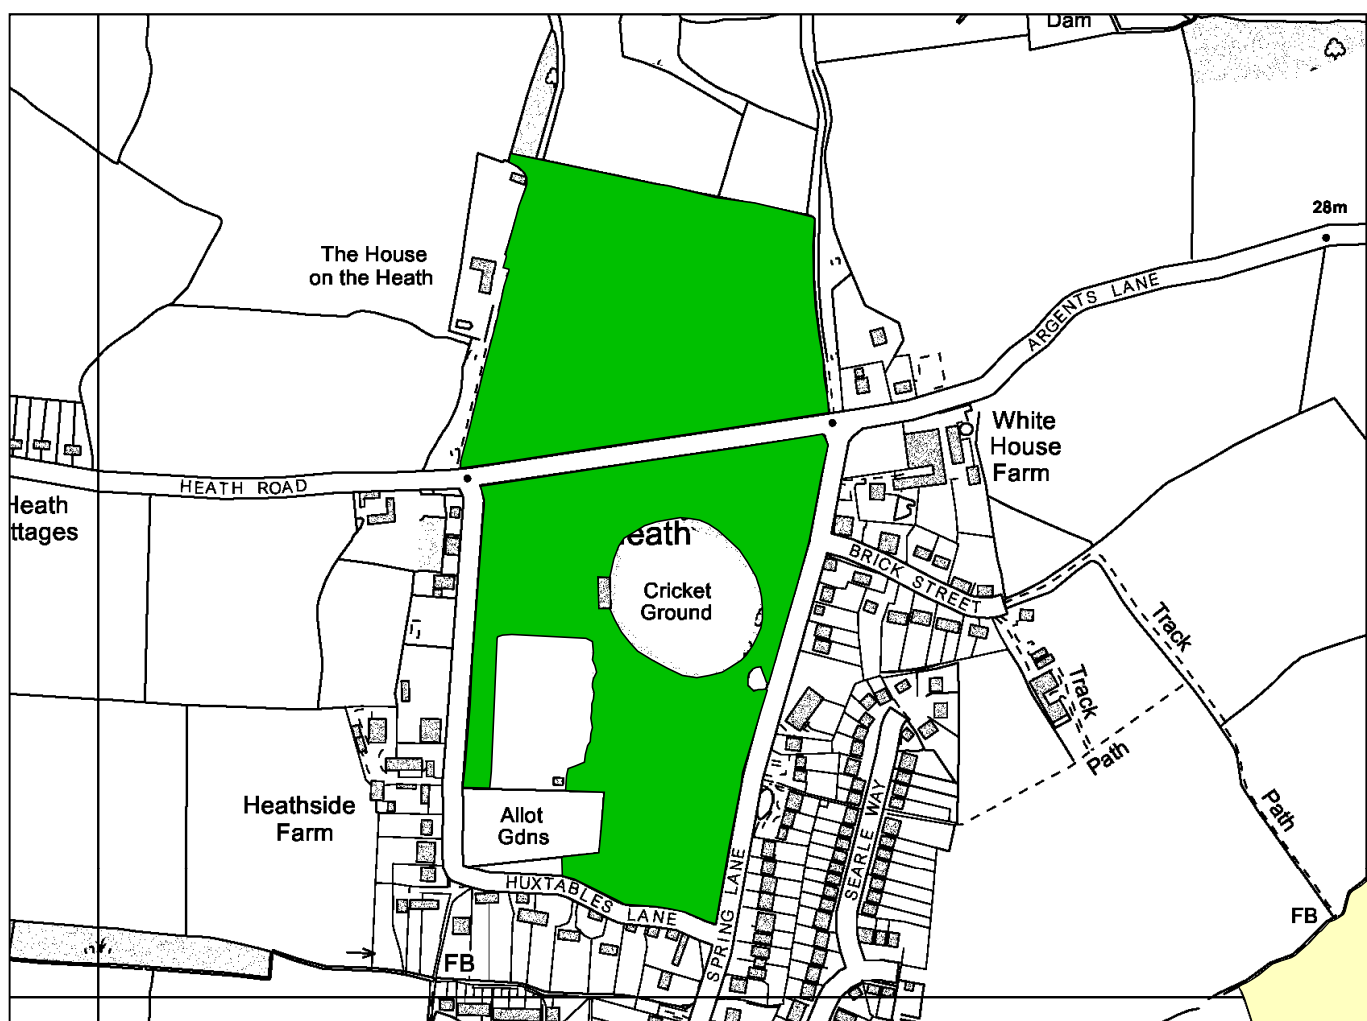 Dam
28m
The House
on the Heath
ARGENTS LANE
White
House
Farm
HEATH ROAD
Heath
ttages
eath
Cricket
Ground
BRICK STREET
Track
Track
Path
Path
Heathside
Farm
Allot
Gdns
SEARLE WAY
HUXTABLES LANE
SPRING LANE
FB
FB